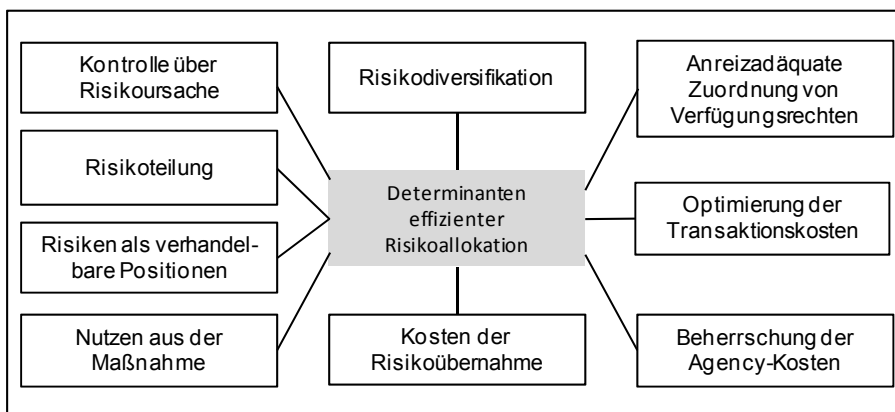 Kontrolle über
Risikoursache
Risikoteilung
Risiken als verhandel-
bare Positionen
Nutzen aus der
Maßnahme
Risikodiversifikation
Determinanten
effizienter
Risikoallokation
Kosten der
Risikoübernahme
Anreizadäquate
Zuordnung von
Verfügungsrechten
Optimierung der
Transaktionskosten
Beherrschung der
Agency-Kosten